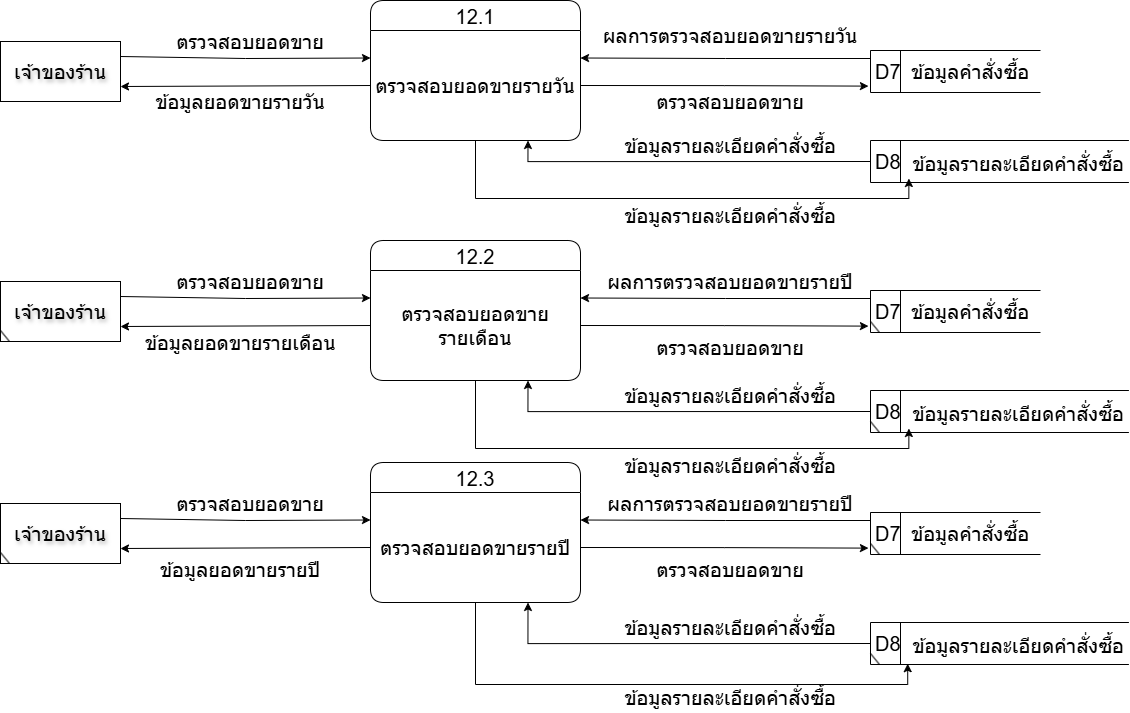 12.1
ตรวจสอบยอดขาย
ผลการตรวจสอบยอดขายรายวัน
เจ้าของร้าน
ตรวจสอบยอดขายรายวัน
D7 ข้อมูลคำสั่งซื้อ
ข้อมูยอดขายรายวัน
ตรวจสอบยอดขาย
ข้อมูลรายละเอียดคำสั่งซื้อ
D8 ข้อมูลรายละเอียดคำสั่งซื้อ
ข้อมูลรายละเอียดคำสั่งซื้อ
12.2
ตรวจสอบยอดขาย
ผลการตรวจสอบยอดขายรายปี
เจ้าของร้าน
ตรวจสอบยอดขาย
รายเดือน
D7 ข้อมูลคำสั่งซื้อ
ข้อมูลยอดขายรายเดือน
ตรวจสอบยอดขาย
ข้อมูลรายละเอียดคำสั่งซื้อ
D8 ข้อมูลรายละเอียดคำสั่งซื้อ
ข้อมูลรายละเอียดคำสั่งซื้อ
12.3
ตรวจสอบยอดขาย
ผลการตรวจสอบยอดขายรายปี
เจ้าของร้าน
ตรวจสอบยอดขายรายปี
D7 ข้อมูลคำสั่งซื้อ
ข้อมูลยอดขายรายปี
ตรวจสอบยอดขาย
ข้อมูลรายละเอียดคำสั่งซื้อ
D8 ข้อมูลรายละเอียดคำสั่งซื้อ
ข้อมูลรายละเอียดคำสั่งซื้อ